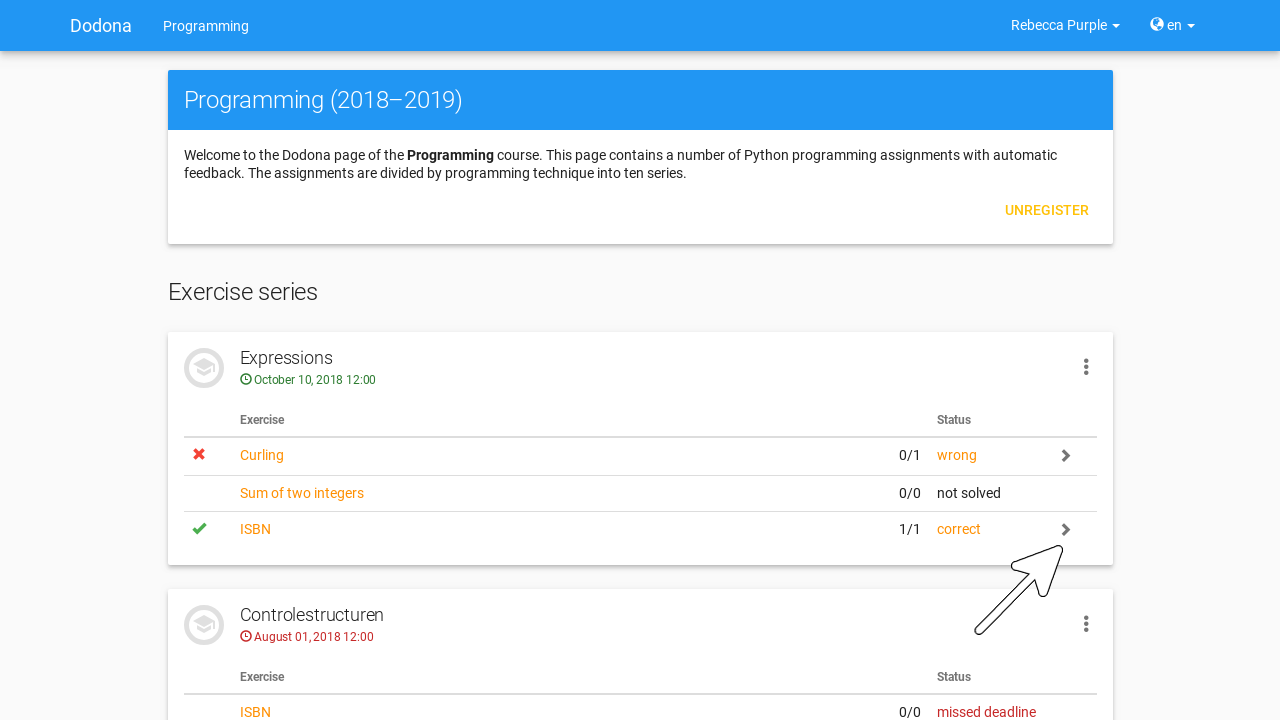 Dodona Programming Rebecca Purple en
Programming (2018–2019)
Welcome to the Dodona page of the Programming course. This page contains a number of Python programming assignments with automatic
feedback. The assignments are divided by programming technique into ten series.
UNREGISTER
Exercise series
Expressions
October 10, 2018 12:00
Exercise Status
Curling 0/1 wrong
Sum of two integers 0/0 not solved
ISBN 1/1 correct
Controlestructuren
August 01, 2018 12:00
Exercise Status
ISBN 0/0 missed deadline